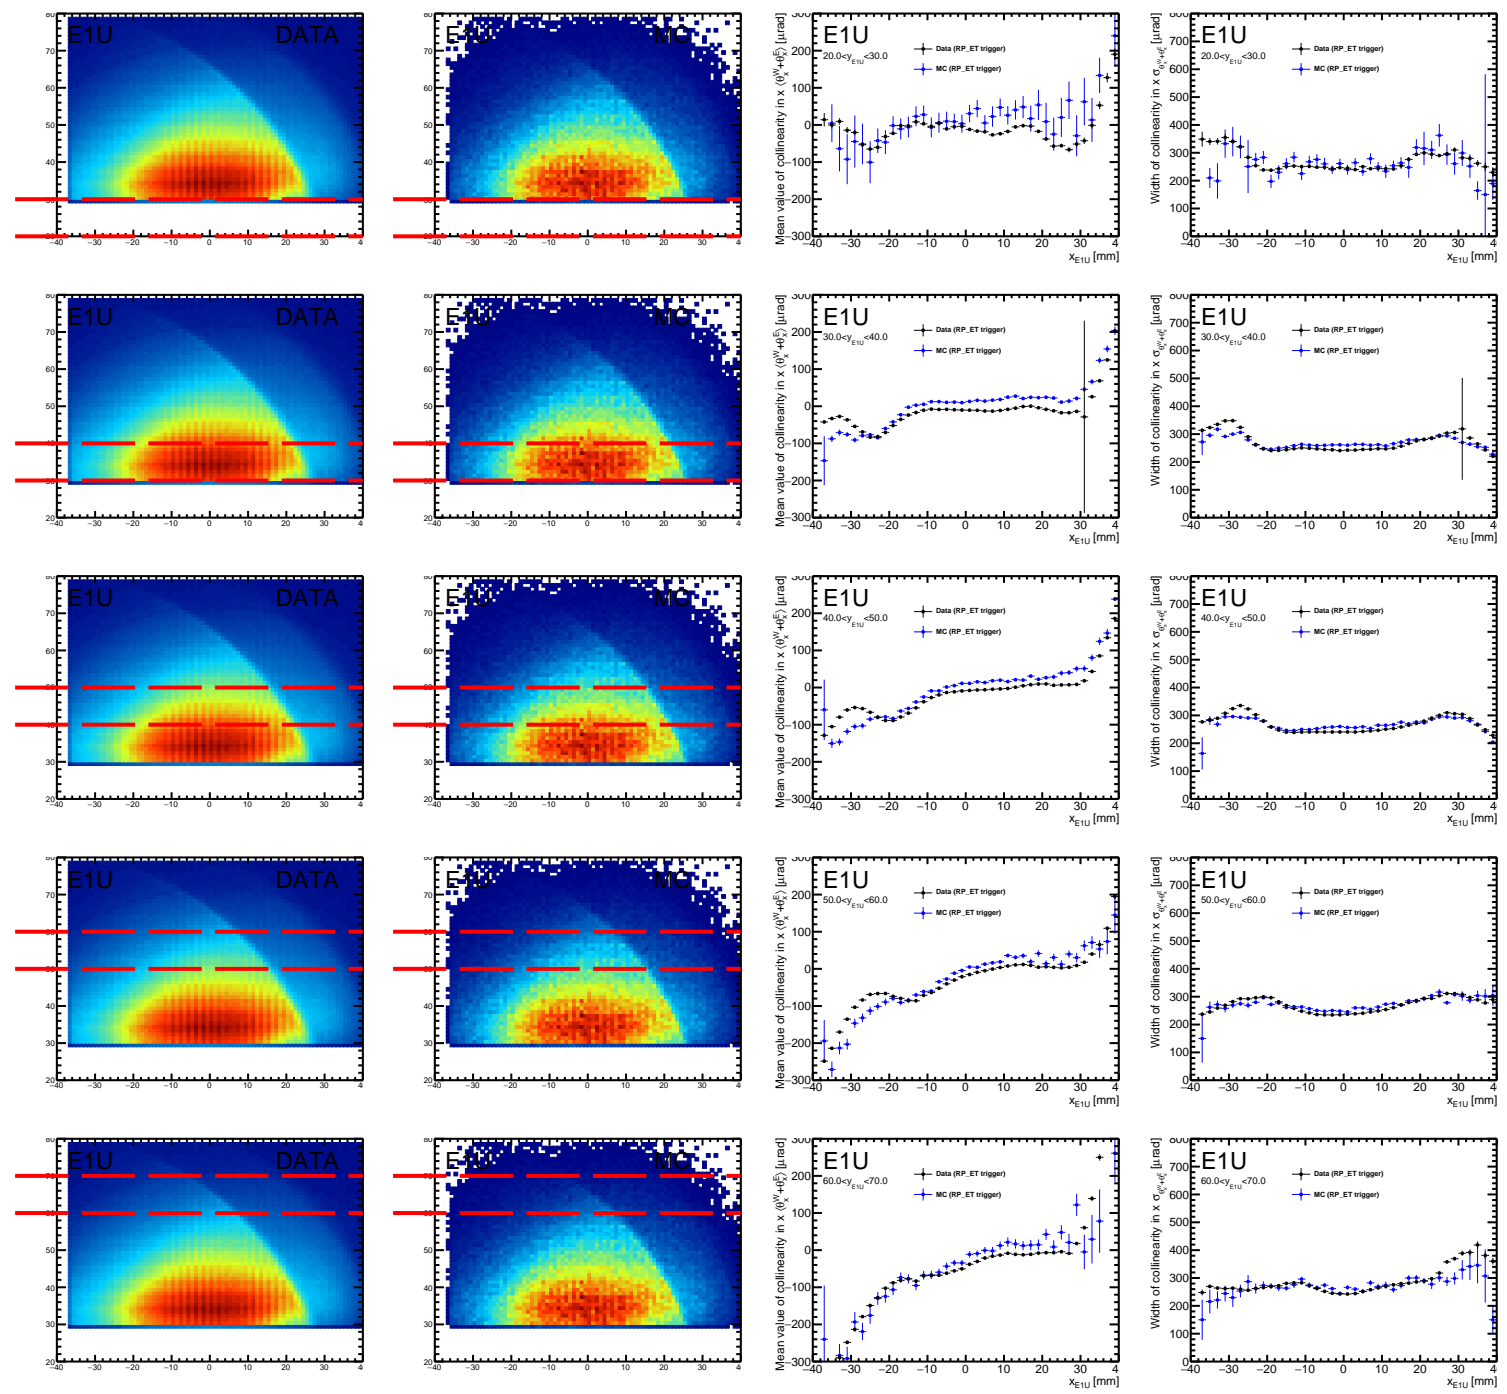 E1U DATA
E1U MC
E1U
20.0<y_E1U<30.0
Data (RP_ET trigger)
MC (RP_ET trigger)
Mean value of collinearity in x ⟨θ_x^W+θ_x^E⟩ [μrad]
x_E1U [mm]
E1U
20.0<y_E1U<30.0
Data (RP_ET trigger)
MC (RP_ET trigger)
Width of collinearity in x σ_θ_x^W+θ_x^E [μrad]
x_E1U [mm]
E1U DATA
E1U MC
E1U
30.0<y_E1U<40.0
Data (RP_ET trigger)
MC (RP_ET trigger)
Mean value of collinearity in x ⟨θ_x^W+θ_x^E⟩ [μrad]
x_E1U [mm]
E1U
30.0<y_E1U<40.0
Data (RP_ET trigger)
MC (RP_ET trigger)
Width of collinearity in x σ_θ_x^W+θ_x^E [μrad]
x_E1U [mm]
E1U DATA
E1U MC
E1U
40.0<y_E1U<50.0
Data (RP_ET trigger)
MC (RP_ET trigger)
Mean value of collinearity in x ⟨θ_x^W+θ_x^E⟩ [μrad]
x_E1U [mm]
E1U
40.0<y_E1U<50.0
Data (RP_ET trigger)
MC (RP_ET trigger)
Width of collinearity in x σ_θ_x^W+θ_x^E [μrad]
x_E1U [mm]
E1U DATA
E1U MC
E1U
50.0<y_E1U<60.0
Data (RP_ET trigger)
MC (RP_ET trigger)
Mean value of collinearity in x ⟨θ_x^W+θ_x^E⟩ [μrad]
x_E1U [mm]
E1U
50.0<y_E1U<60.0
Data (RP_ET trigger)
MC (RP_ET trigger)
Width of collinearity in x σ_θ_x^W+θ_x^E [μrad]
x_E1U [mm]
E1U DATA
E1U MC
E1U
60.0<y_E1U<70.0
Data (RP_ET trigger)
MC (RP_ET trigger)
Mean value of collinearity in x ⟨θ_x^W+θ_x^E⟩ [μrad]
x_E1U [mm]
E1U
60.0<y_E1U<70.0
Data (RP_ET trigger)
MC (RP_ET trigger)
Width of collinearity in x σ_θ_x^W+θ_x^E [μrad]
x_E1U [mm]